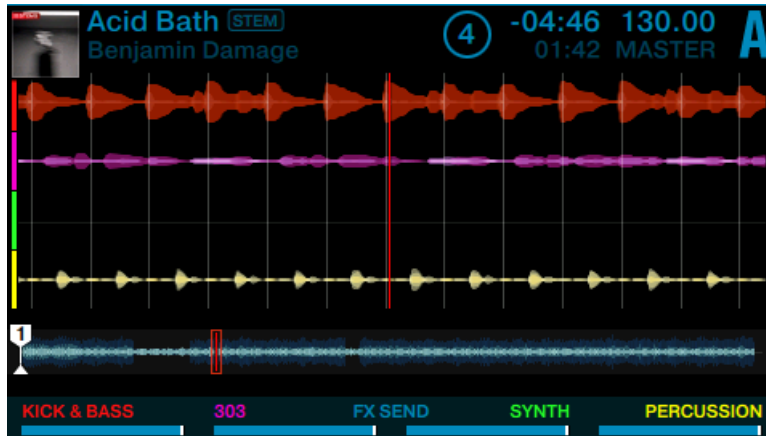 Acid Bath STEM
Benjamin Damage
4
-04:46 130.00
01:42 MASTER
A
1
KICK & BASS 303 FX SEND SYNTH PERCUSSION